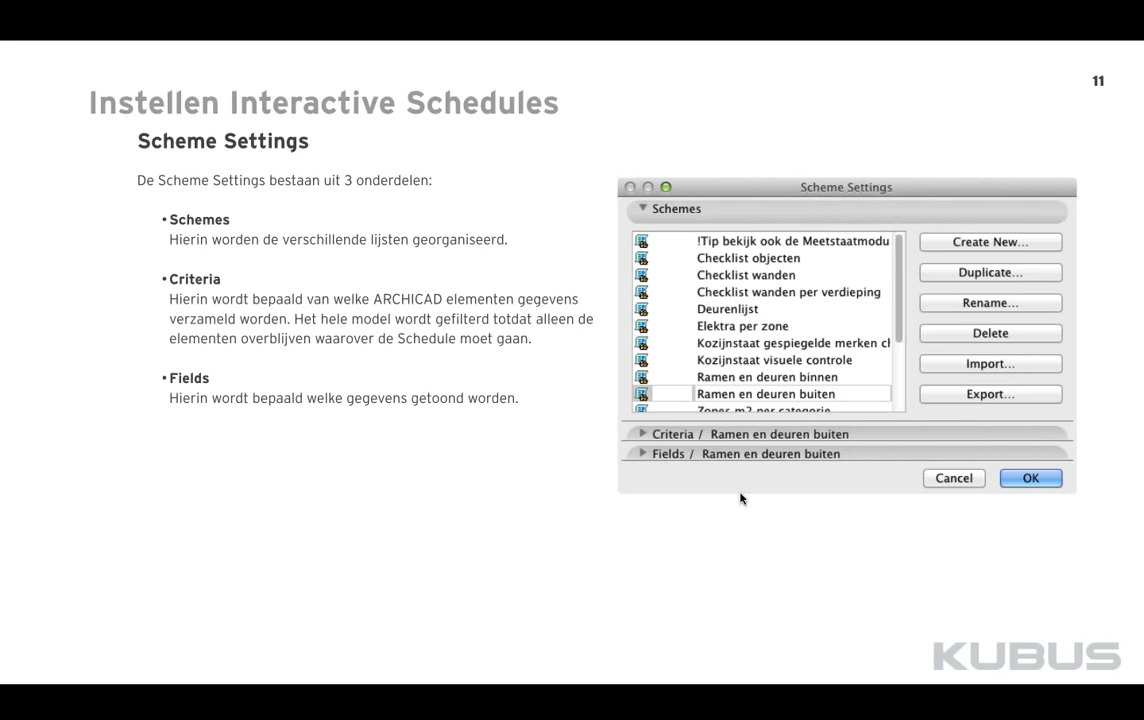 11
Instellen Interactive Schedules
Scheme Settings
De Scheme Settings bestaan uit 3 onderdelen:
• Schemes
Hierin worden de verschillende lijsten georganiseerd.
• Criteria
Hierin wordt bepaald van welke ARCHICAD elementen gegevens
verzameld worden. Het hele model wordt gefilterd totdat alleen de
elementen overblijven waarover de Schedule moet gaan.
• Fields
Hierin wordt bepaald welke gegevens getoond worden.
Scheme Settings
Schemes
!Tip bekijk ook de Meetstaatmodu
Checklist objecten
Checklist wanden
Checklist wanden per verdieping
Deurenlijst
Elektra per zone
Kozijnstaat gespiegelde merken ch
Kozijnstaat visuele controle
Ramen en deuren binnen
Ramen en deuren buiten
Zones m2 per categorie
Create New...
Duplicate...
Rename...
Delete
Import...
Export...
Criteria / Ramen en deuren buiten
Fields / Ramen en deuren buiten
Cancel
OK
KUBUS